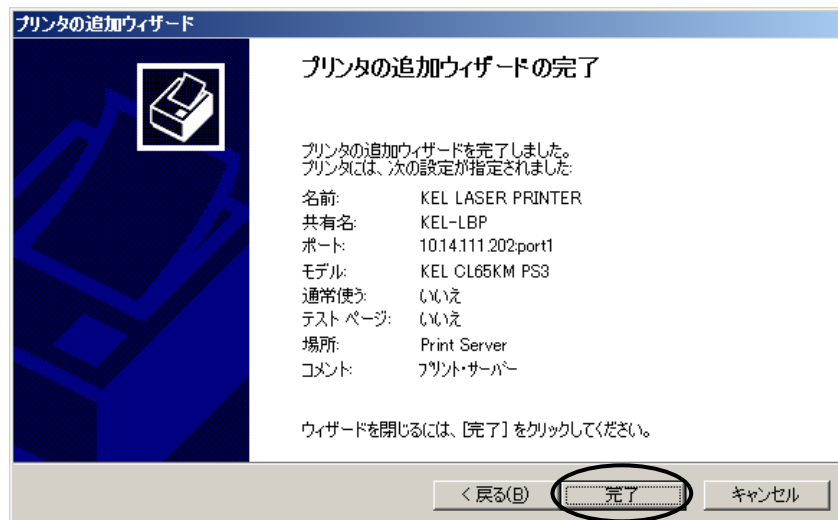 プリンタの追加ウィザード
プリンタの追加ウィザードの完了
プリンタの追加ウィザードを完了しました。
プリンタには、次の設定が指定されました:
名前: KEL LASER PRINTER
共有名: KEL-LBP
ポート: 10.14.111.202:port1
モデル: KEL CL65KM PS3
通常使う: いいえ
テスト ページ: いいえ
場所: Print Server
コメント: プリント・サーバー
ウィザードを閉じるには、[完了] をクリックしてください。
< 戻る(B) 完了 キャンセル